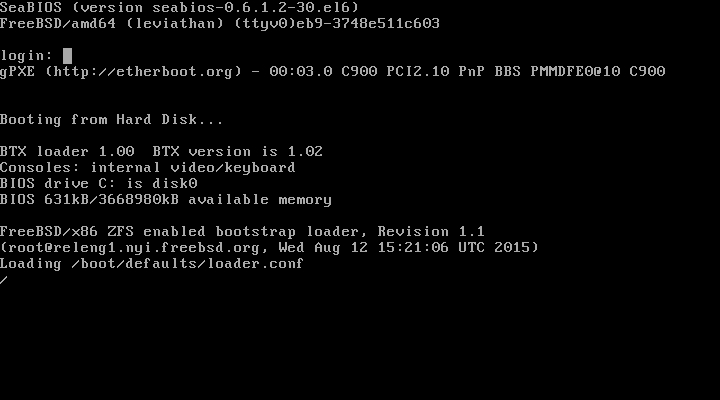 SeaBIOS (version seabios-0.6.1.2-30.el6)
FreeBSD/amd64 (leviathan) (ttyv0)eb9-3748e511c603
login:
gPXE (http://etherboot.org) - 00:03.0 C900 PCI2.10 PnP BBS PMMDFE0@10 C900
Booting from Hard Disk...
BTX loader 1.00  BTX version is 1.02
Consoles: internal video/keyboard
BIOS drive C: is disk0
BIOS 631kB/3668980kB available memory
FreeBSD/x86 ZFS enabled bootstrap loader, Revision 1.1
(root@releng1.nyi.freebsd.org, Wed Aug 12 15:21:06 UTC 2015)
Loading /boot/defaults/loader.conf
/